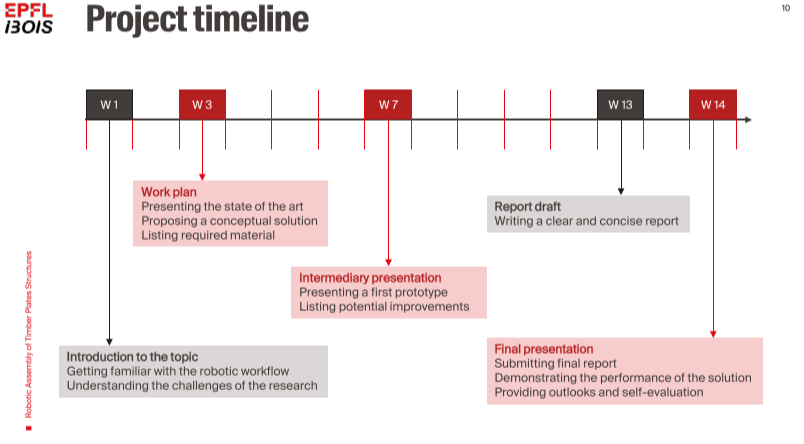 EPFL
iBOIS
Project timeline
10
W 1
W 3
W 7
W 13
W 14
Work plan
Presenting the state of the art
Proposing a conceptual solution
Listing required material
Report draft
Writing a clear and concise report
Intermediary presentation
Presenting a first prototype
Listing potential improvements
Introduction to the topic
Getting familiar with the robotic workflow
Understanding the challenges of the research
Final presentation
Submitting final report
Demonstrating the performance of the solution
Providing outlooks and self-evaluation
Robotic Assembly of Timber Plates Structures